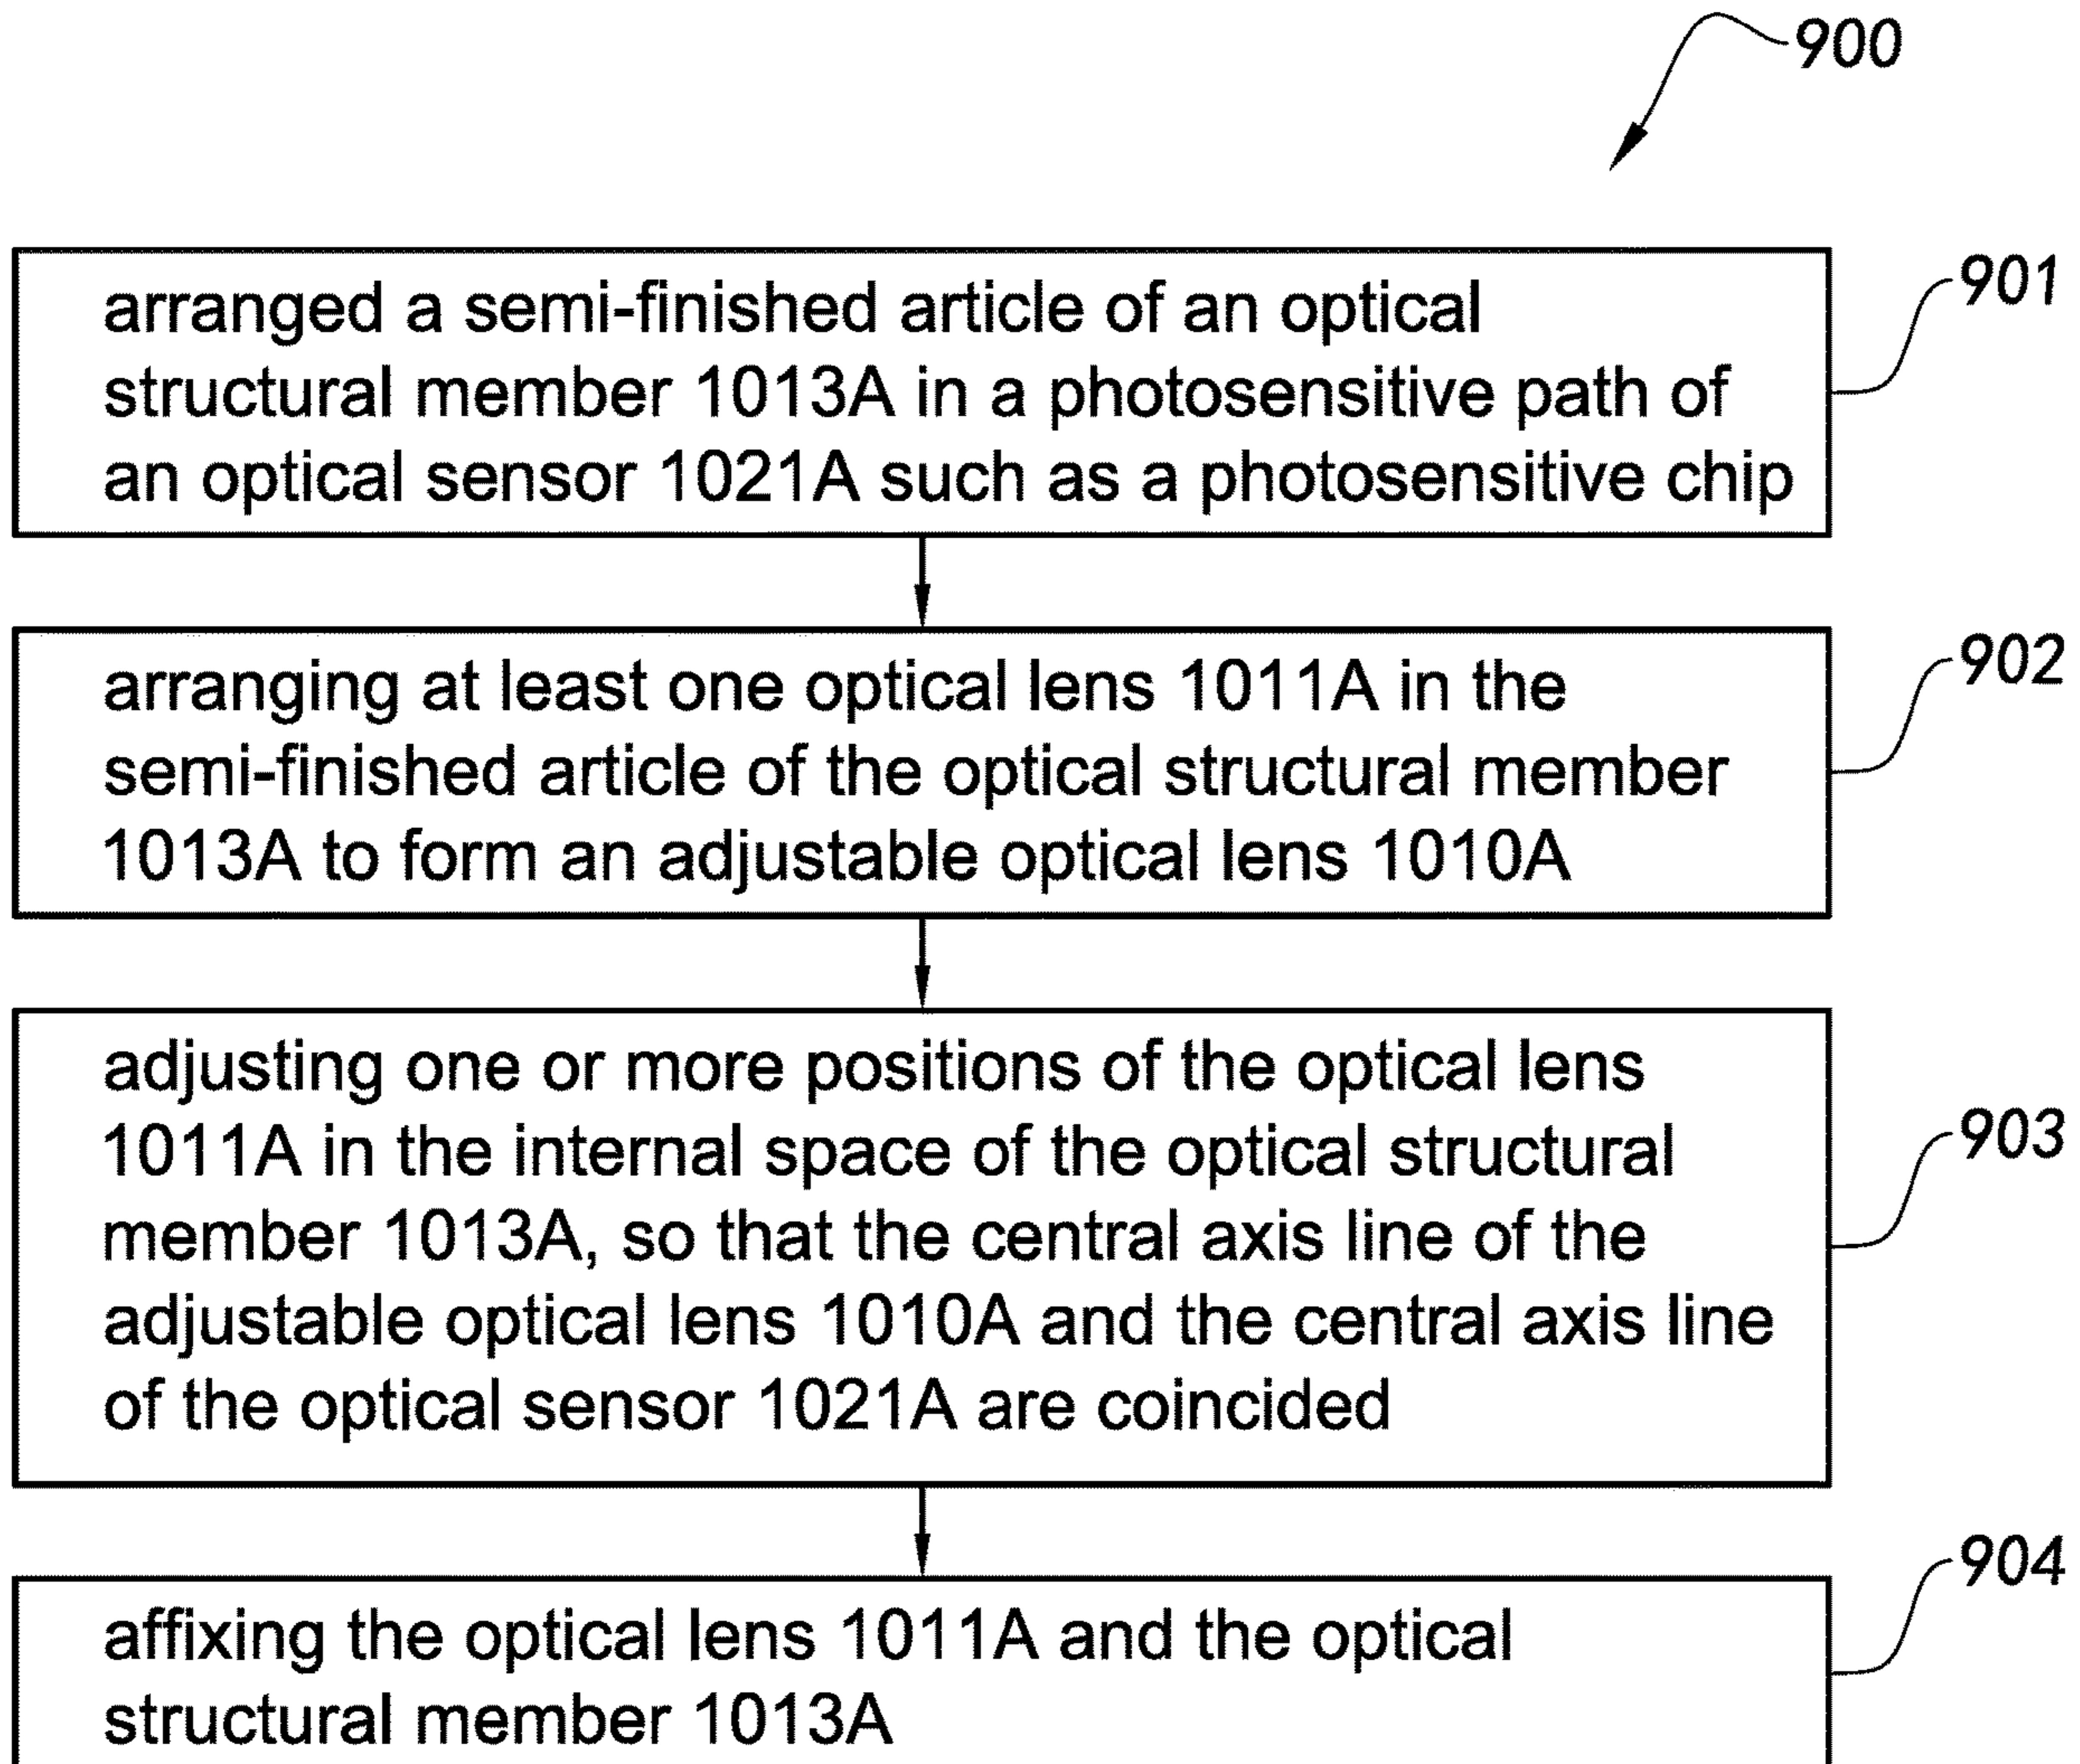 900
901
arranged a semi-finished article of an optical
structural member 1013A in a photosensitive path of
an optical sensor 1021A such as a photosensitive chip
902
arranging at least one optical lens 1011A in the
semi-finished article of the optical structural member
1013A to form an adjustable optical lens 1010A
903
adjusting one or more positions of the optical lens
1011A in the internal space of the optical structural
member 1013A, so that the central axis line of the
adjustable optical lens 1010A and the central axis line
of the optical sensor 1021A are coincided
904
affixing the optical lens 1011A and the optical
structural member 1013A